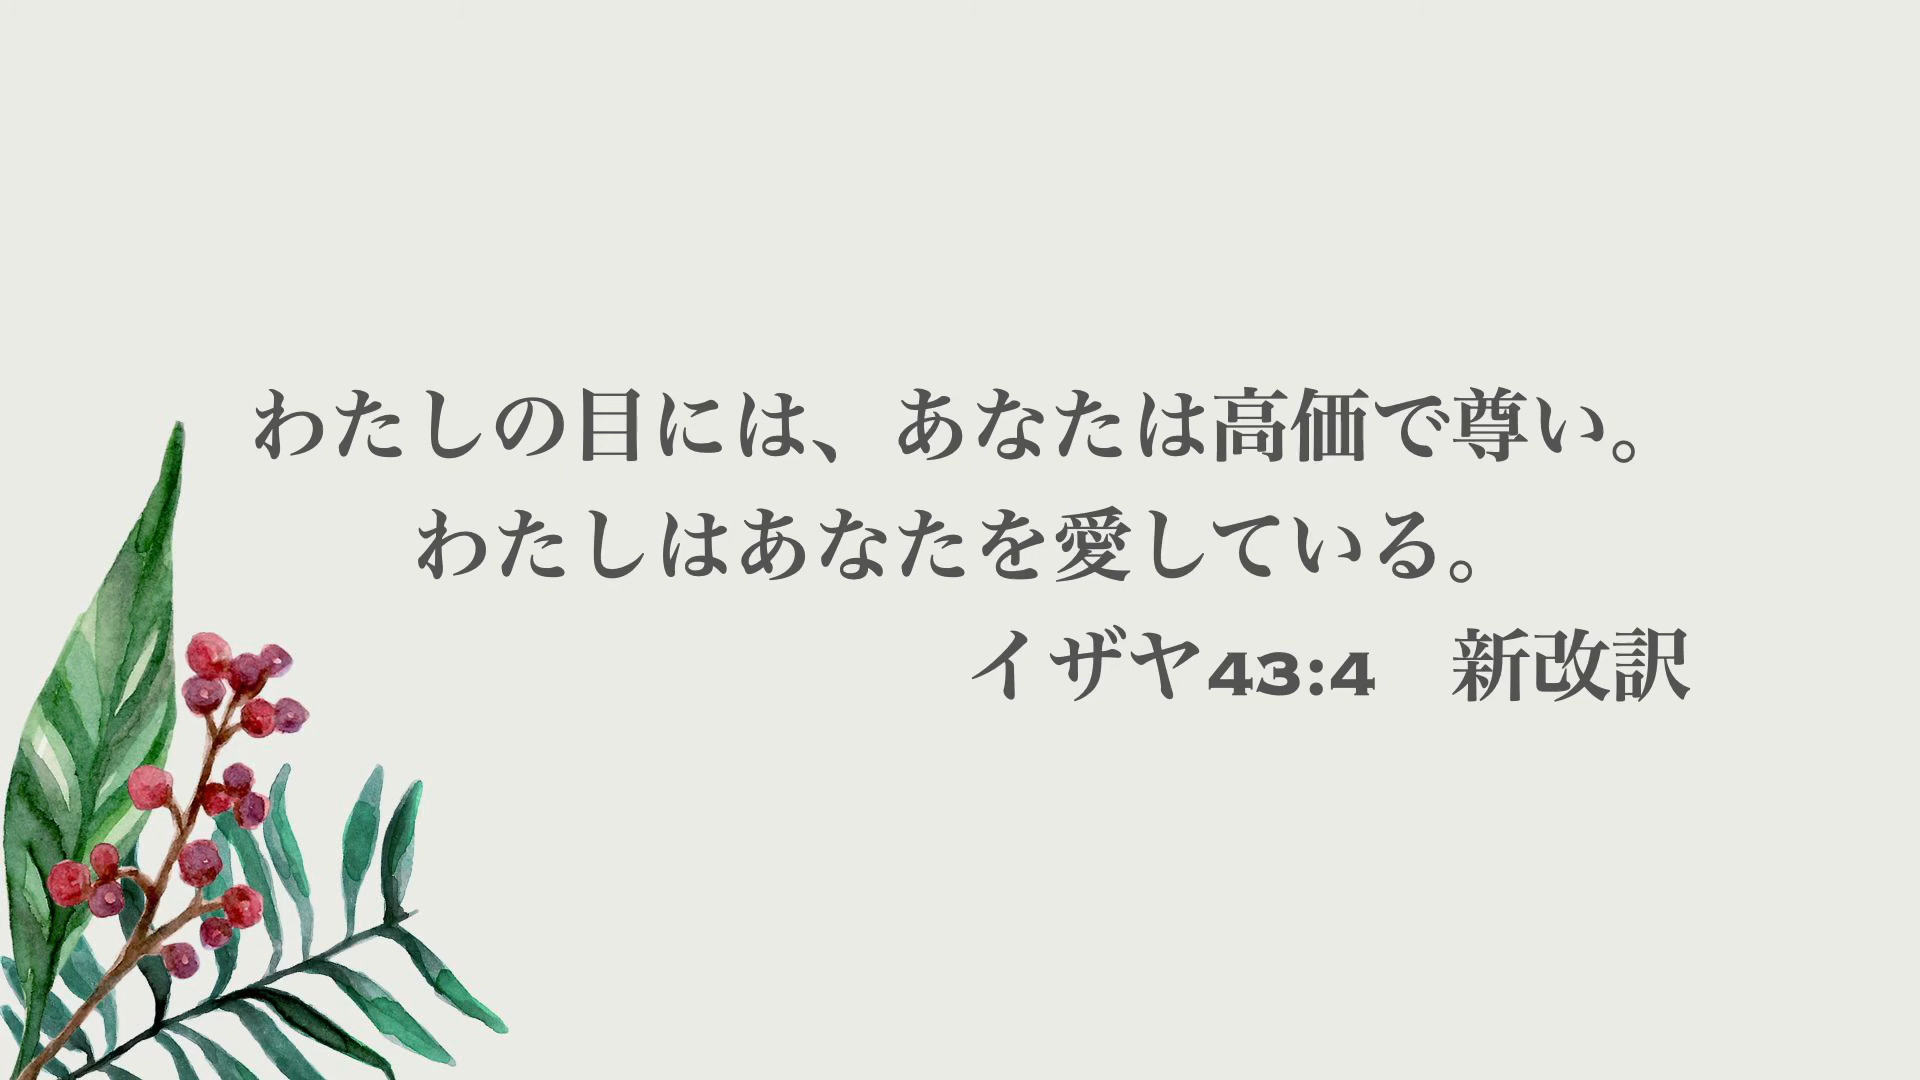 わたしの目には、あなたは高価で尊い。
わたしはあなたを愛している。
イザヤ43:4　新改訳